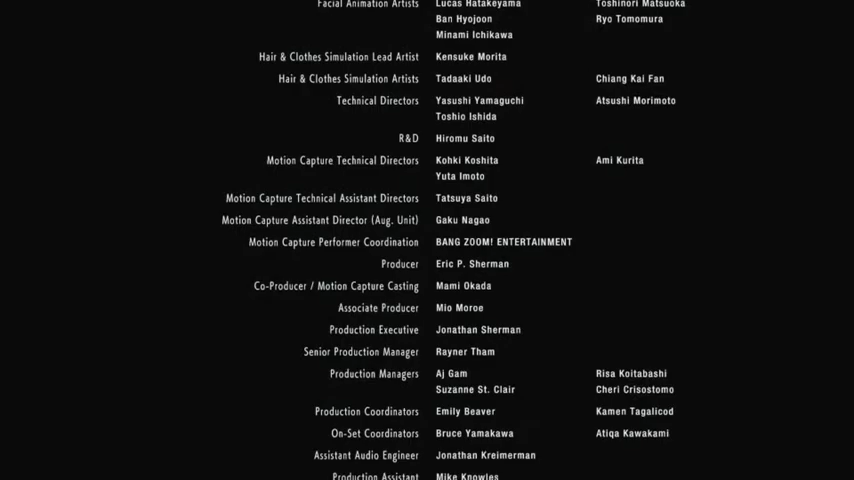 Facial Animation Artists Lucas Hatakeyama Toshinori Matsuoka
Ban Hyojoon Ryo Tomomura
Minami Ichikawa
Hair & Clothes Simulation Lead Artist Kensuke Morita
Hair & Clothes Simulation Artists Tadaaki Udo Chiang Kai Fan
Technical Directors Yasushi Yamaguchi Atsushi Morimoto
Toshio Ishida
R&D Hiromu Saito
Motion Capture Technical Directors Kohki Koshita Ami Kurita
Yuta Imoto
Motion Capture Technical Assistant Directors Tatsuya Saito
Motion Capture Assistant Director (Aug. Unit) Gaku Nagao
Motion Capture Performer Coordination BANG ZOOM! ENTERTAINMENT
Producer Eric P. Sherman
Co-Producer / Motion Capture Casting Mami Okada
Associate Producer Mio Moroe
Production Executive Jonathan Sherman
Senior Production Manager Rayner Tham
Production Managers Aj Gam Risa Koitabashi
Suzanne St. Clair Cheri Crisostomo
Production Coordinators Emily Beaver Kamen Tagalicod
On-Set Coordinators Bruce Yamakawa Atiqa Kawakami
Assistant Audio Engineer Jonathan Kreimerman
Production Assistant Mike Knowles